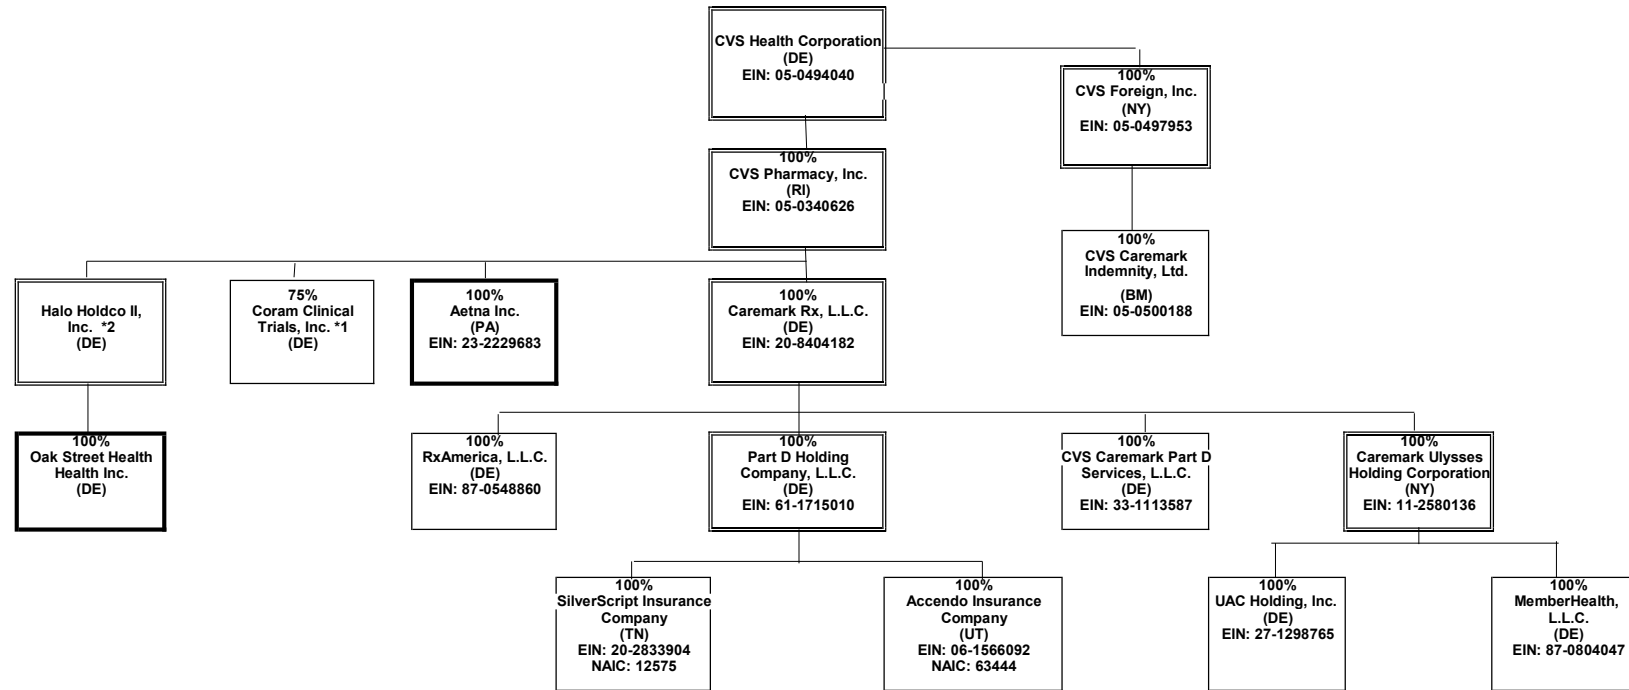 CVS Health Corporation
(DE)
EIN: 05-0494040
100%
CVS Foreign, Inc.
(NY)
EIN: 05-0497953
100%
CVS Pharmacy, Inc.
(RI)
EIN: 05-0340626
100%
CVS Caremark
Indemnity, Ltd.
(BM)
EIN: 05-0500188
Halo Holdco II,
Inc. *2
(DE)
75%
Coram Clinical
Trials, Inc. *1
(DE)
100%
Aetna Inc.
(PA)
EIN: 23-2229683
100%
Caremark Rx, L.L.C.
(DE)
EIN: 20-8404182
100%
Oak Street Health
Health Inc.
(DE)
100%
RxAmerica, L.L.C.
(DE)
EIN: 87-0548860
100%
Part D Holding
Company, L.L.C.
(DE)
EIN: 61-1715010
100%
CVS Caremark Part D
Services, L.L.C.
(DE)
EIN: 33-1113587
100%
Caremark Ulysses
Holding Corporation
(NY)
EIN: 11-2580136
100%
SilverScript Insurance
Company
(TN)
EIN: 20-2833904
NAIC: 12575
100%
Accendo Insurance
Company
(UT)
EIN: 06-1566092
NAIC: 63444
100%
UAC Holding, Inc.
(DE)
EIN: 27-1298765
100%
MemberHealth,
L.L.C.
(DE)
EIN: 87-0804047